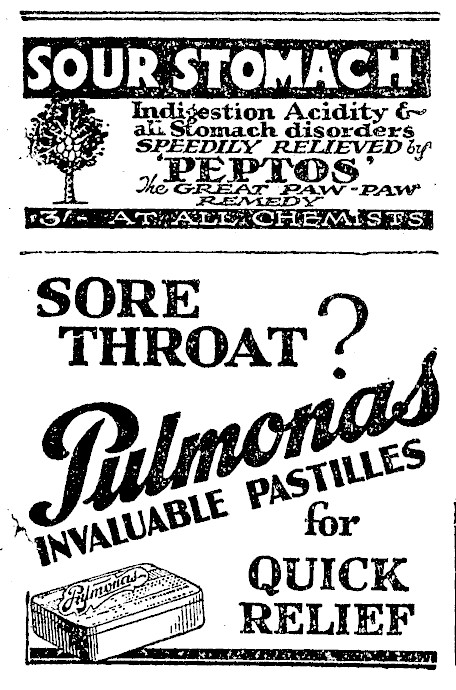 SOUR STOMACH
Indigestion Acidity &
all Stomach disorders
SPEEDILY RELIEVED by
'PEPTOS'
The GREAT PAW-PAW
REMEDY
3/- AT ALL CHEMISTS
SORE
THROAT ?
Pulmonas
INVALUABLE PASTILLES
for
QUICK
RELIEF
Pulmonas